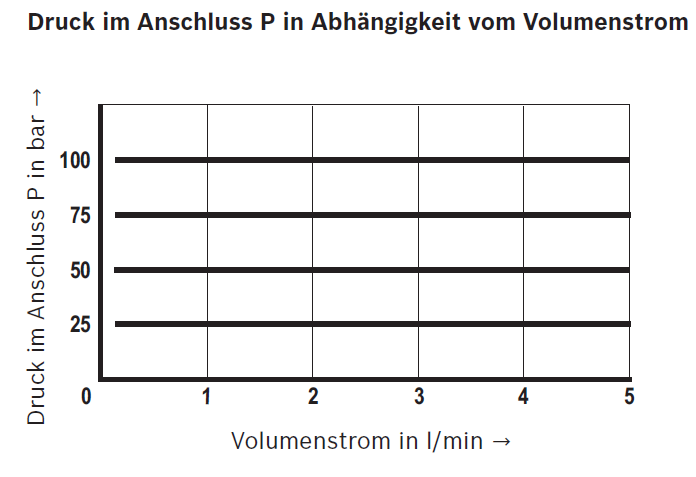 Druck im Anschluss P in Abhängigkeit vom Volumenstrom
Druck im Anschluss P in bar →
100
75
50
25
0 1 2 3 4 5
Volumenstrom in l/min →